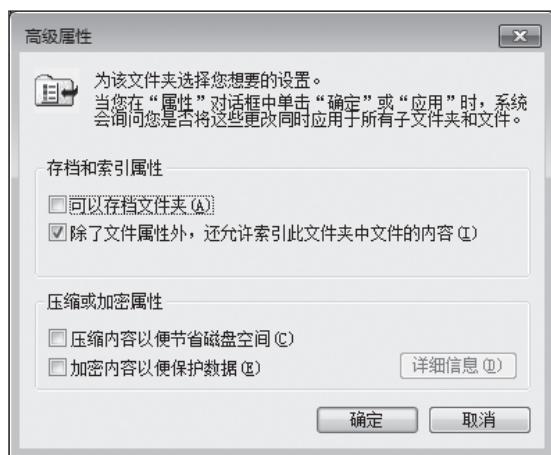 高级属性
为该文件夹选择您想要的设置。
当您在“属性”对话框中单击“确定”或“应用”时，系统
会询问您是否将这些更改同时应用于所有子文件夹和文件。
存档和索引属性
可以存档文件夹(A)
除了文件属性外，还允许索引此文件夹中文件的内容(I)
压缩或加密属性
压缩内容以便节省磁盘空间(C)
加密内容以便保护数据(E)
详细信息(D)
确定
取消